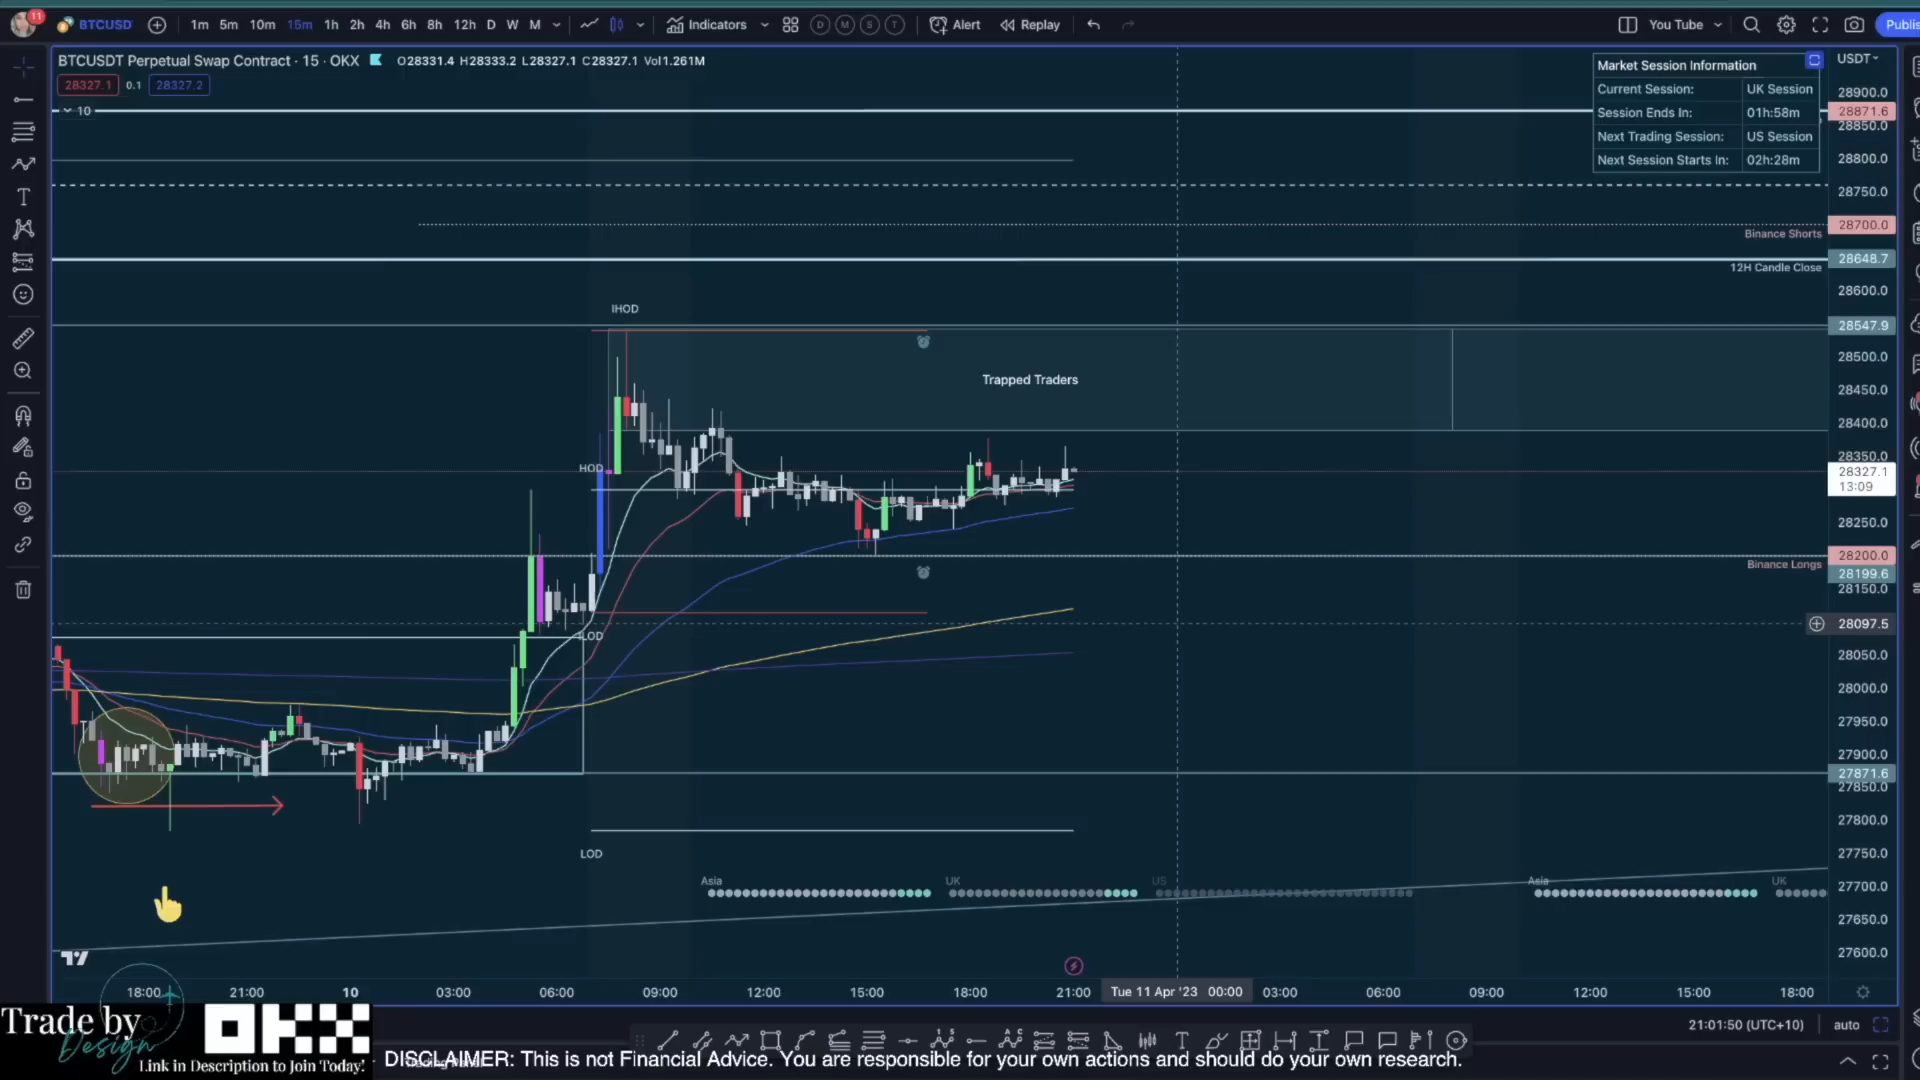 11 BTCUSD 1m 5m 10m 15m 1h 2h 4h 6h 8h 12h D W M Indicators D M S T Alert Replay You Tube Publis
BTCUSDT Perpetual Swap Contract · 15 · OKX O28331.4 H28333.2 L28327.1 C28327.1 Vol1.261M
28327.1 0.1 28327.2
10
Market Session Information
Current Session: UK Session
Session Ends In: 01h:58m
Next Trading Session: US Session
Next Session Starts In: 02h:28m
USDT
28900.0
28871.6
28850.0
28800.0
28750.0
28700.0
Binance Shorts
28648.7
12H Candle Close
28600.0
IHOD
28547.9
28500.0
Trapped Traders
28450.0
28400.0
28350.0
HOD
28327.1
13:09
28250.0
28200.0
Binance Longs
28199.6
28150.0
28097.5
ILOD
28050.0
28000.0
27950.0
27900.0
27871.6
27850.0
27800.0
LOD
27750.0
Asia UK US Asia UK
27700.0
27650.0
27600.0
18:00 21:00 10 03:00 06:00 09:00 12:00 15:00 18:00 21:00 Tue 11 Apr '23 00:00 03:00 06:00 09:00 12:00 15:00 18:00
Trade by
Design
OKX
Link in Description to Join Today!
21:01:50 (UTC+10) auto
DISCLAIMER: This is not Financial Advice. You are responsible for your own actions and should do your own research.